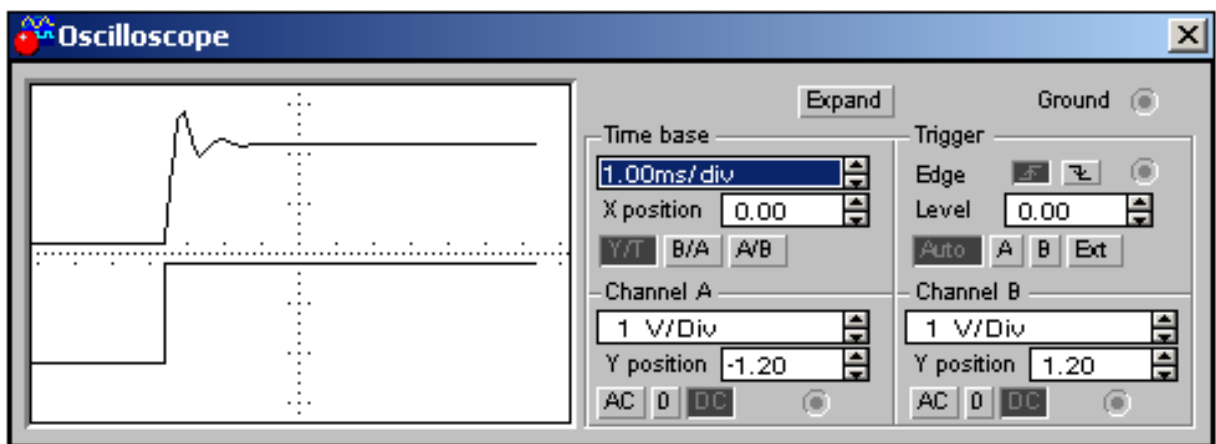 Oscilloscope
Expand Ground
Time base
1.00ms/div
X position 0.00
Y/T B/A A/B
Trigger
Edge
Level 0.00
Auto A B Ext
Channel A
1 V/Div
Y position -1.20
AC 0 DC
Channel B
1 V/Div
Y position 1.20
AC 0 DC